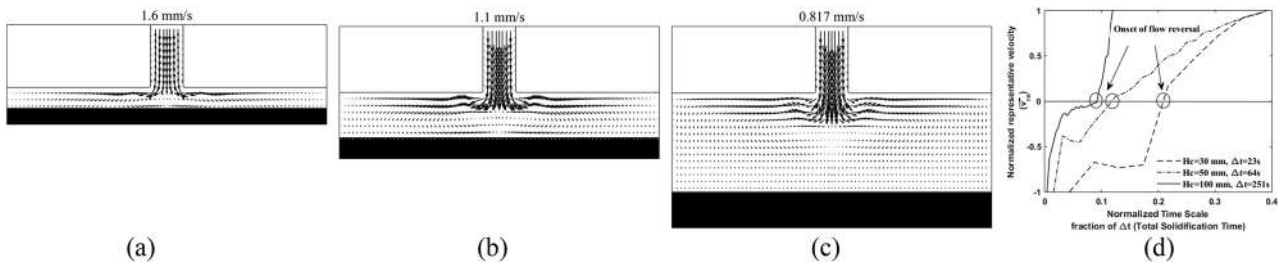 1.6 mm/s
1.1 mm/s
0.817 mm/s
(a)
(b)
(c)
Normalized representative velocity
1
0.5
0
-0.5
-1
Onset of flow reversal
Hc=30 mm, Δt=23s
Hc=50 mm, Δt=64s
Hc=100 mm, Δt=251s
0
0.1
0.2
0.3
0.4
Normalized Time Scale
fraction of Δt (Total Solidification Time)
(d)